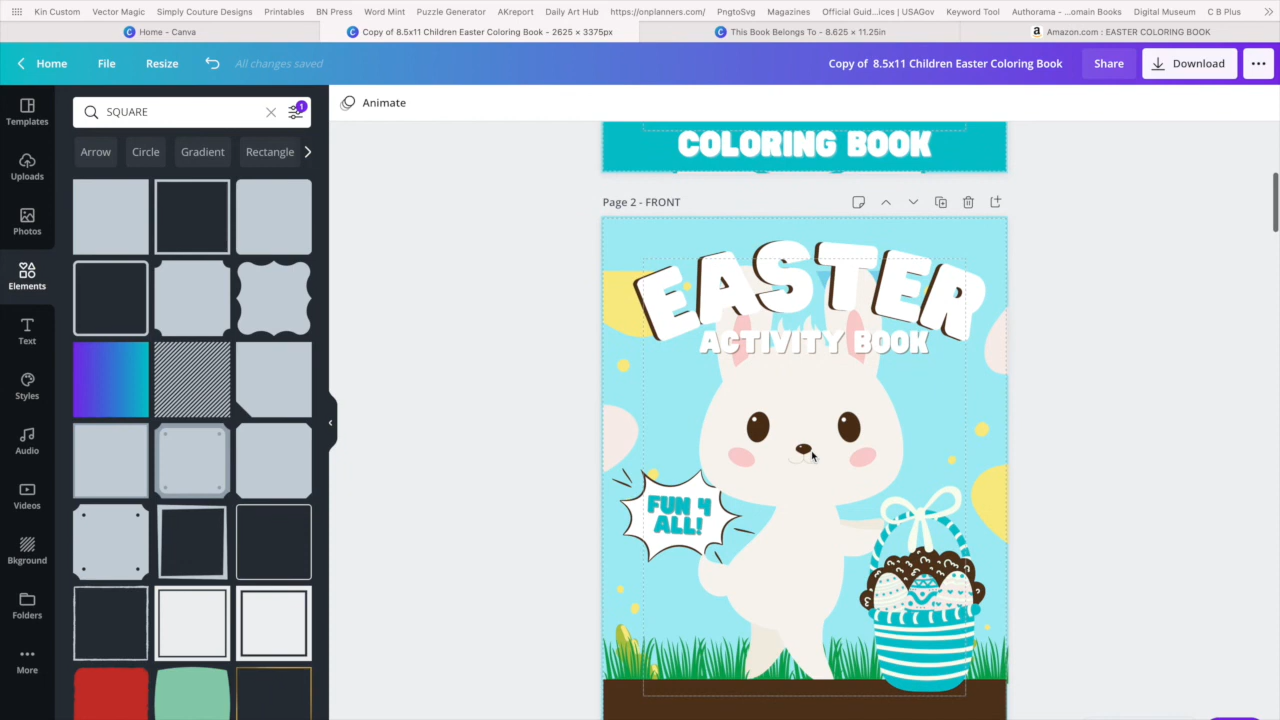 Kin Custom Vector Magic Simply Couture Designs Printables BN Press Word Mint Puzzle Generator AKreport Daily Art Hub https://onplanners.com/ PngtoSvg Magazines Official Guid...ices | USAGov Keyword Tool Authorama - ...omain Books Digital Museum C B Plus
Home - Canva
Copy of 8.5x11 Children Easter Coloring Book - 2625 × 3375px
This Book Belongs To - 8.625 × 11.25in
Amazon.com : EASTER COLORING BOOK
Home File Resize All changes saved Copy of 8.5x11 Children Easter Coloring Book Share Download
Templates
Uploads
Photos
Elements
Text
Styles
Audio
Videos
Bkground
Folders
More
SQUARE 1
Arrow Circle Gradient Rectangle
Animate
COLORING BOOK
Page 2 - FRONT
EASTER
ACTIVITY BOOK
FUN 4
ALL!